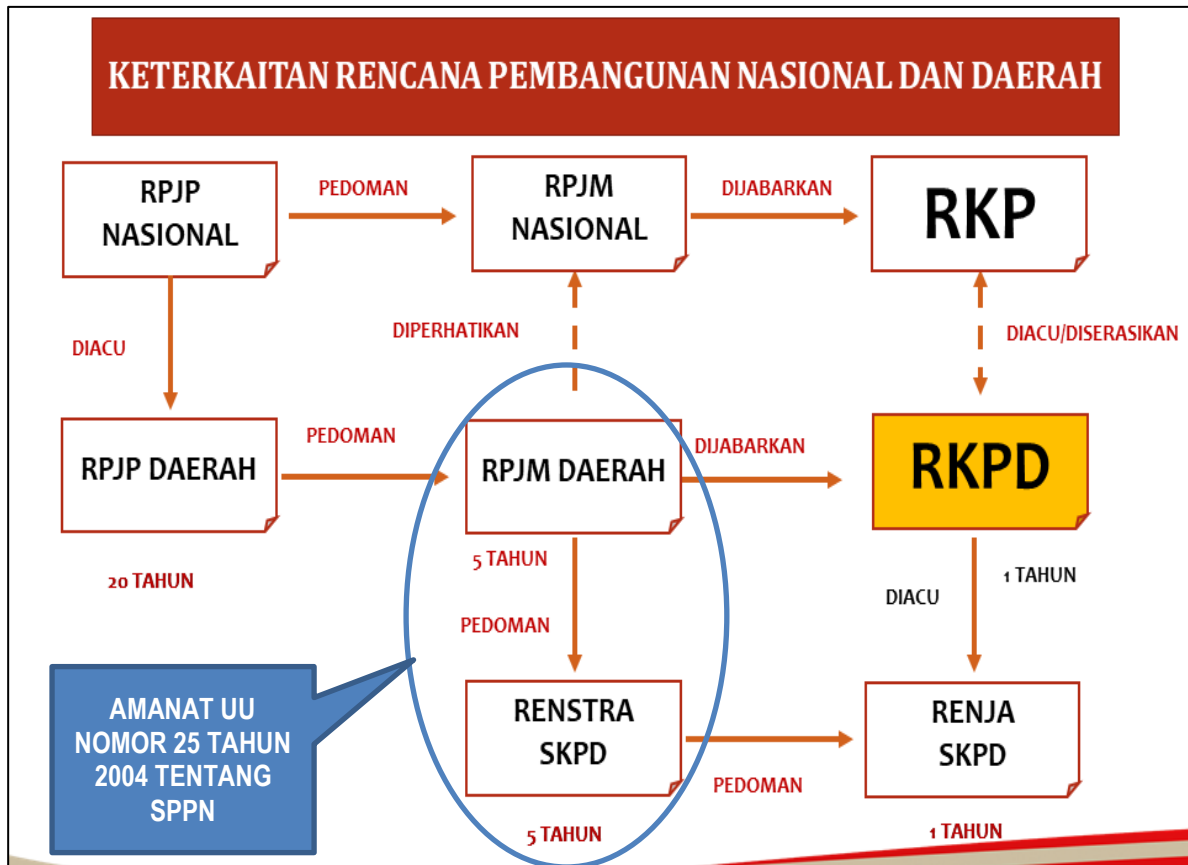 KETERKAITAN RENCANA PEMBANGUNAN NASIONAL DAN DAERAH
RPJP
NASIONAL
PEDOMAN
RPJM
NASIONAL
DIJABARKAN
RKP
DIACU
DIPERHATIKAN
DIACU/DISERASIKAN
RPJP DAERAH
PEDOMAN
RPJM DAERAH
DIJABARKAN
RKPD
20 TAHUN
5 TAHUN
PEDOMAN
DIACU
1 TAHUN
AMANAT UU
NOMOR 25 TAHUN
2004 TENTANG
SPPN
RENSTRA
SKPD
PEDOMAN
RENJA
SKPD
5 TAHUN
1 TAHUN